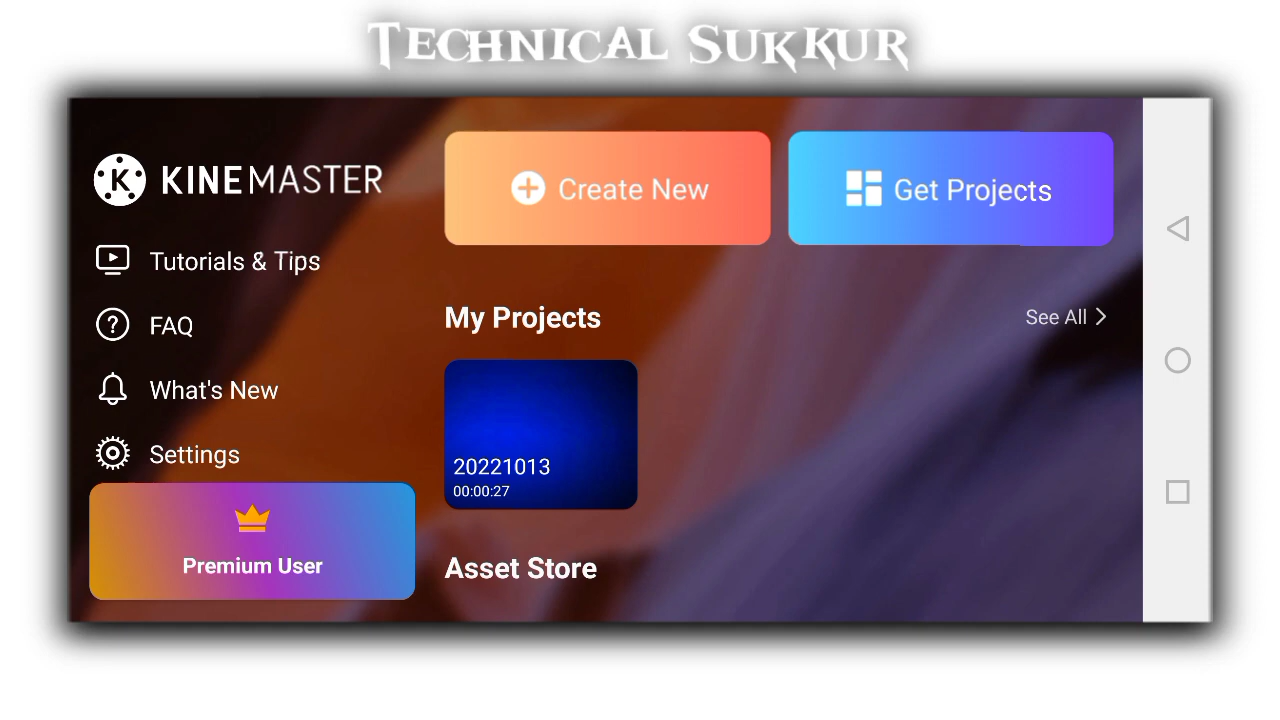 Technical Sukkur
KINEMASTER
Tutorials & Tips
FAQ
What's New
Settings
Premium User
Create New
Get Projects
My Projects
See All
20221013
00:00:27
Asset Store